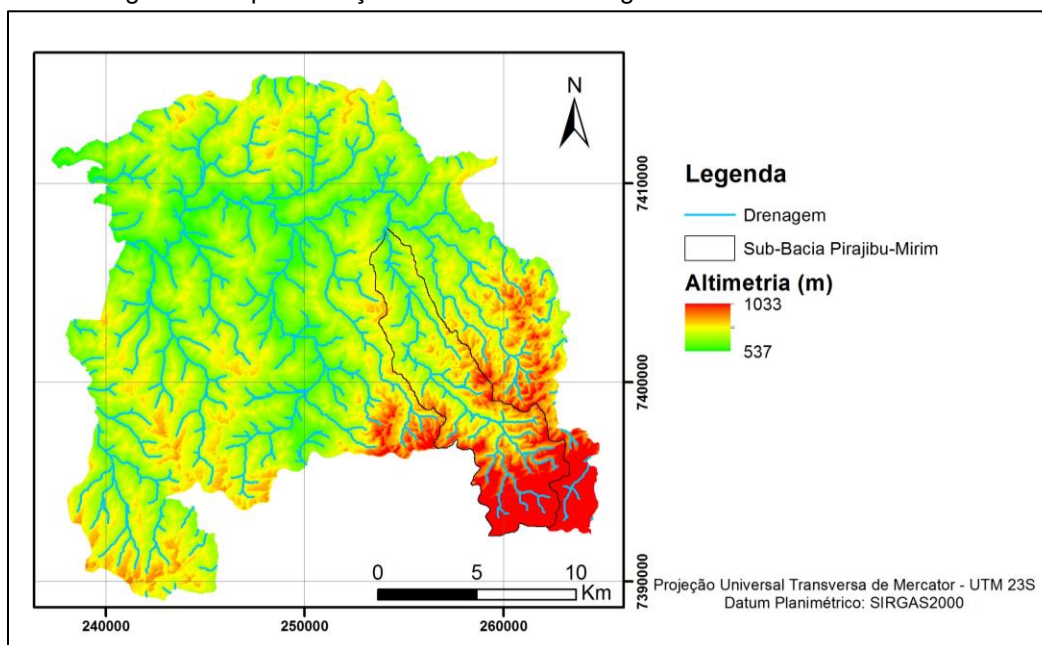 N
7410000
7400000
7390000
240000
250000
260000
0 5 10
Km
Legenda
Drenagem
Sub-Bacia Pirajibu-Mirim
Altimetria (m)
1033
537
Projeção Universal Transversa de Mercator - UTM 23S
Datum Planimétrico: SIRGAS2000